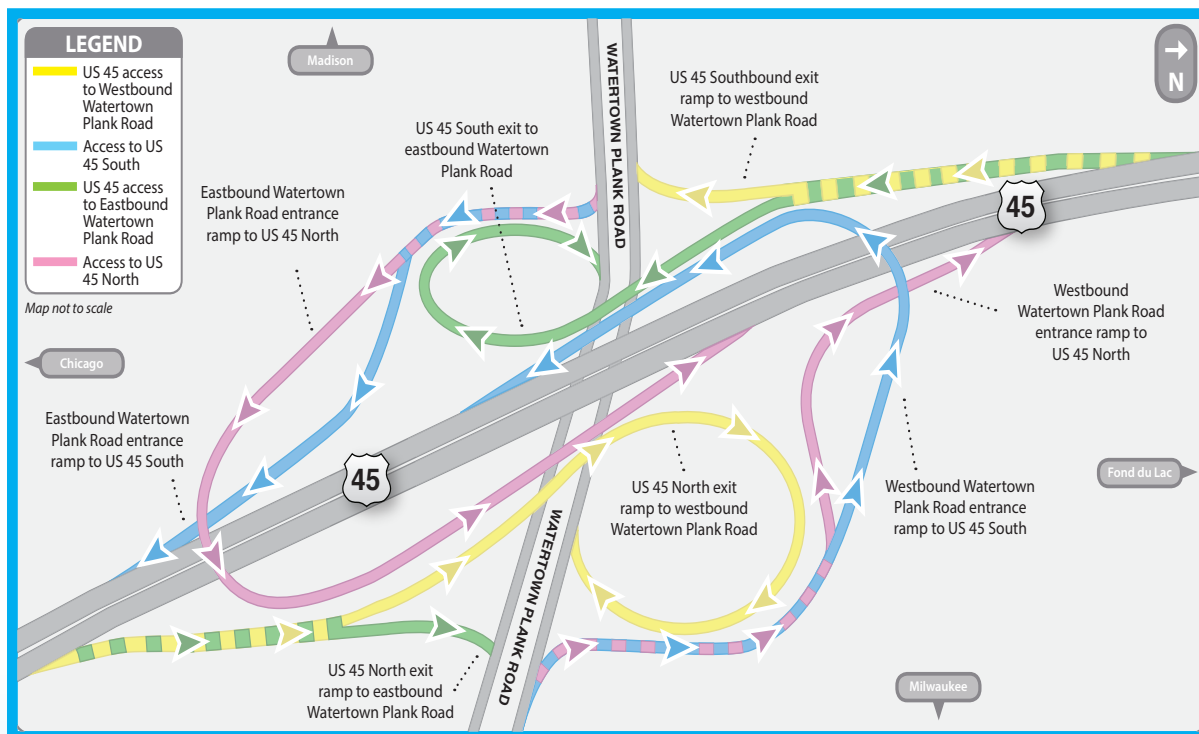 LEGEND
US 45 access
to Westbound
Watertown
Plank Road
Access to US
45 South
US 45 access
to Eastbound
Watertown
Plank Road
Access to US
45 North
Map not to scale
Madison
WATERTOWN PLANK ROAD
US 45 Southbound exit
ramp to westbound
Watertown Plank Road
N
US 45 South exit to
eastbound Watertown
Plank Road
Eastbound Watertown
Plank Road entrance
ramp to US 45 North
45
Westbound
Watertown Plank Road
entrance ramp to
US 45 North
Chicago
Eastbound Watertown
Plank Road entrance
ramp to US 45 South
45
US 45 North exit
ramp to westbound
Watertown Plank Road
Westbound Watertown
Plank Road entrance
ramp to US 45 South
Fond du Lac
WATERTOWN PLANK ROAD
US 45 North exit
ramp to eastbound
Watertown Plank Road
Milwaukee